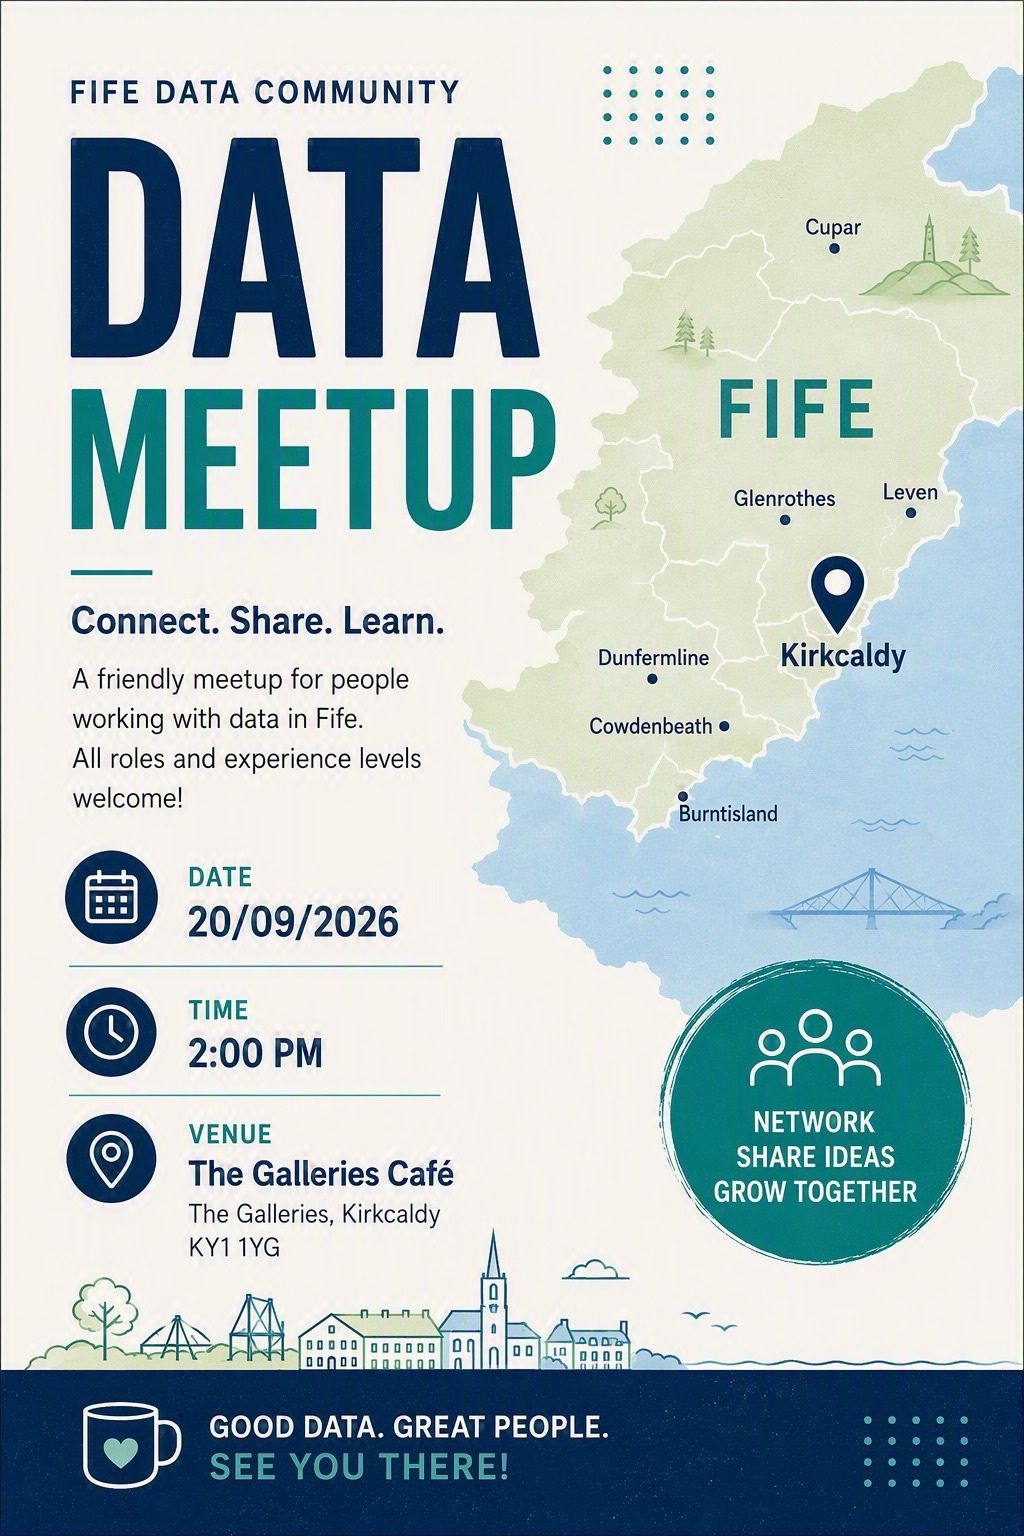 FIFE DATA COMMUNITY
DATA
MEETUP
Connect. Share. Learn.
A friendly meetup for people
working with data in Fife.
All roles and experience levels
welcome!
DATE
20/09/2026
TIME
2:00 PM
VENUE
The Galleries Café
The Galleries, Kirkcaldy
KY1 1YG
Cupar
FIFE
Glenrothes
Leven
Kirkcaldy
Dunfermline
Cowdenbeath
Burntisland
NETWORK
SHARE IDEAS
GROW TOGETHER
GOOD DATA. GREAT PEOPLE.
SEE YOU THERE!